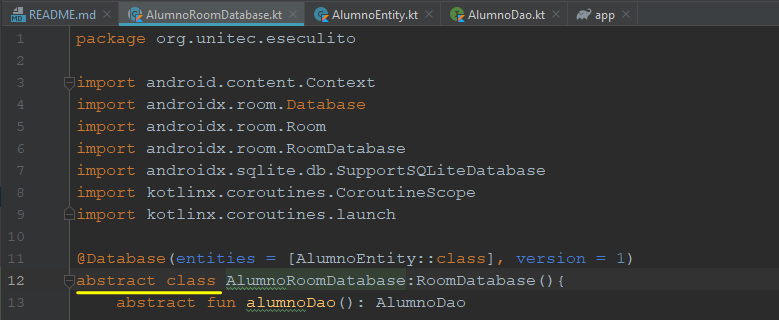 README.md AlumnoRoomDatabase.kt AlumnoEntity.kt AlumnoDao.kt app
1 package org.unitec.eseculito
2
3 import android.content.Context
4 import androidx.room.Database
5 import androidx.room.Room
6 import androidx.room.RoomDatabase
7 import androidx.sqlite.db.SupportSQLiteDatabase
8 import kotlinx.coroutines.CoroutineScope
9 import kotlinx.coroutines.launch
10
11 @Database(entities = [AlumnoEntity::class], version = 1)
12 abstract class AlumnoRoomDatabase:RoomDatabase(){
13 abstract fun alumnoDao(): AlumnoDao